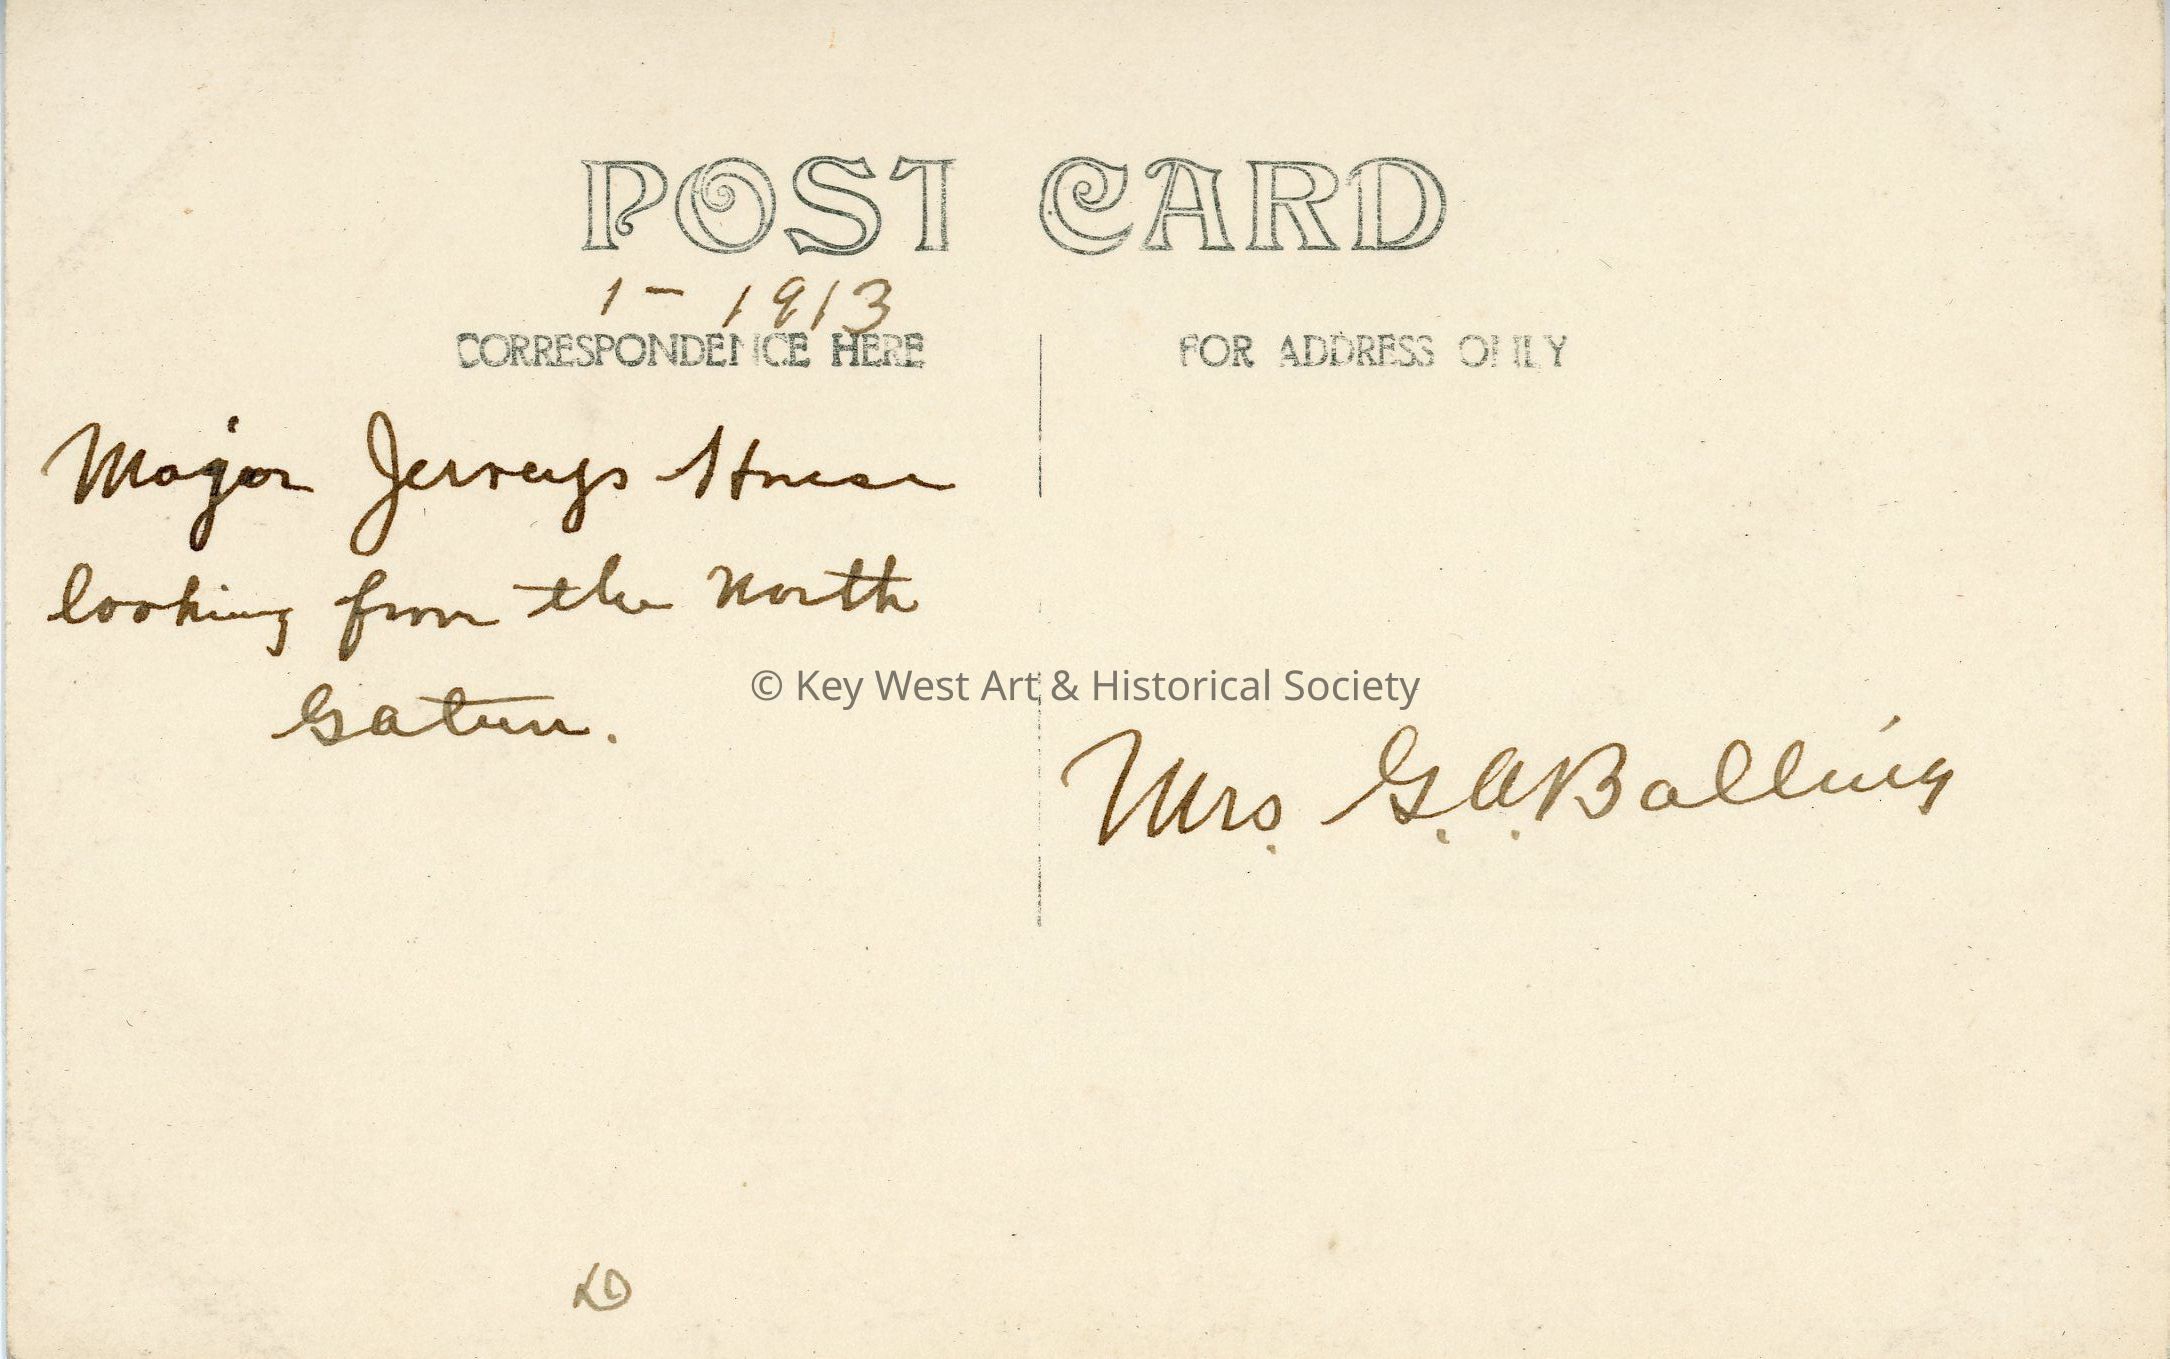 POST CARD
1 - 1913
CORRESPONDENCE HERE
FOR ADDRESS ONLY
Major Jerveys House
looking from the North
Gatun.
© Key West Art & Historical Society
Mrs. G. A. Balling